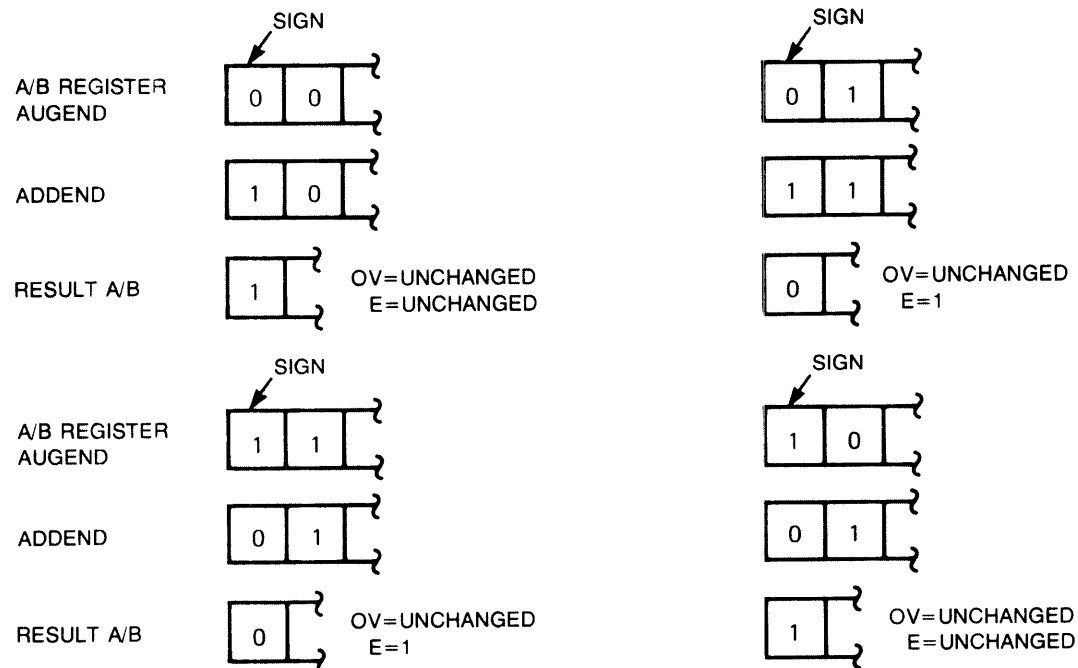 SIGN
A/B REGISTER
AUGEND
0 0
ADDEND
1 0
RESULT A/B
1
OV=UNCHANGED
E=UNCHANGED
SIGN
0 1
1 1
0
OV=UNCHANGED
E=1
SIGN
A/B REGISTER
AUGEND
1 1
ADDEND
0 1
RESULT A/B
0
OV=UNCHANGED
E=1
SIGN
1 0
0 1
1
OV=UNCHANGED
E=UNCHANGED